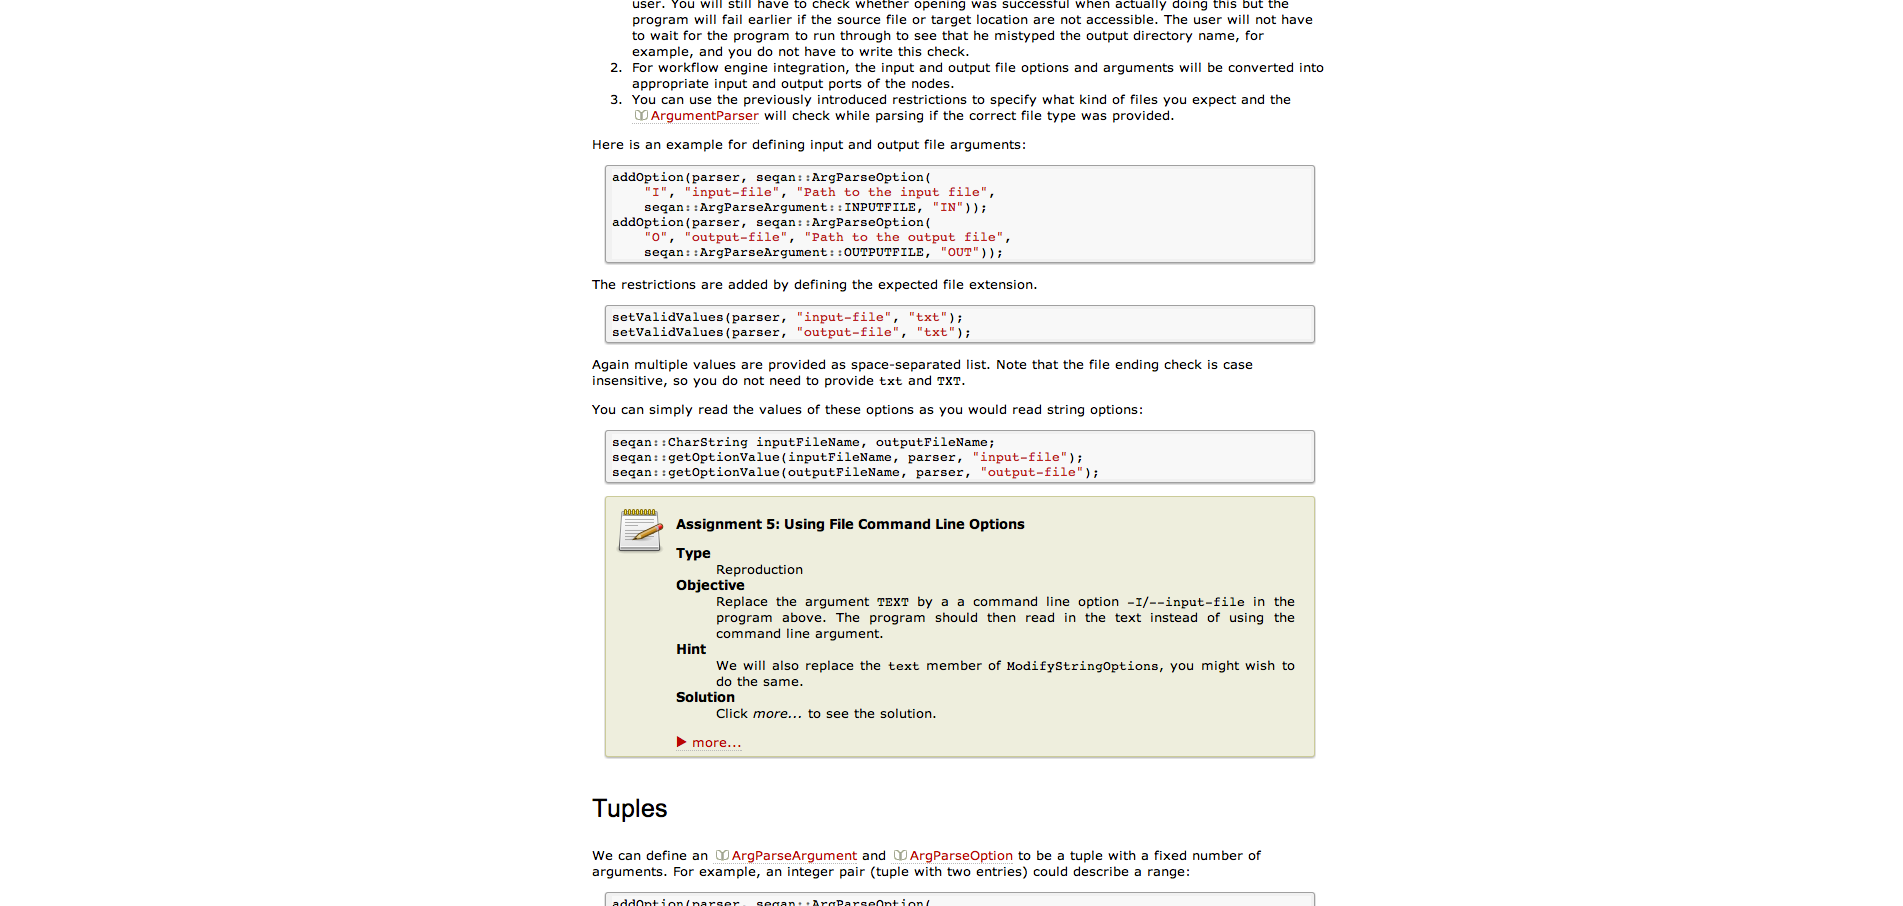 user. You will still have to check whether opening was successful when actually doing this but the
program will fail earlier if the source file or target location are not accessible. The user will not have
to wait for the program to run through to see that he mistyped the output directory name, for
example, and you do not have to write this check.
2. For workflow engine integration, the input and output file options and arguments will be converted into
appropriate input and output ports of the nodes.
3. You can use the previously introduced restrictions to specify what kind of files you expect and the
ArgumentParser will check while parsing if the correct file type was provided.
Here is an example for defining input and output file arguments:
addOption(parser, seqan::ArgParseOption(
    "I", "input-file", "Path to the input file",
    seqan::ArgParseArgument::INPUTFILE, "IN"));
addOption(parser, seqan::ArgParseOption(
    "O", "output-file", "Path to the output file",
    seqan::ArgParseArgument::OUTPUTFILE, "OUT"));
The restrictions are added by defining the expected file extension.
setValidValues(parser, "input-file", "txt");
setValidValues(parser, "output-file", "txt");
Again multiple values are provided as space-separated list. Note that the file ending check is case
insensitive, so you do not need to provide txt and TXT.
You can simply read the values of these options as you would read string options:
seqan::CharString inputFileName, outputFileName;
seqan::getOptionValue(inputFileName, parser, "input-file");
seqan::getOptionValue(outputFileName, parser, "output-file");
Assignment 5: Using File Command Line Options
Type
Reproduction
Objective
Replace the argument TEXT by a a command line option -I/--input-file in the
program above. The program should then read in the text instead of using the
command line argument.
Hint
We will also replace the text member of ModifyStringOptions, you might wish to
do the same.
Solution
Click more... to see the solution.
▶ more...
Tuples
We can define an ArgParseArgument and ArgParseOption to be a tuple with a fixed number of
arguments. For example, an integer pair (tuple with two entries) could describe a range:
addOption(parser, seqan::ArgParseOption(